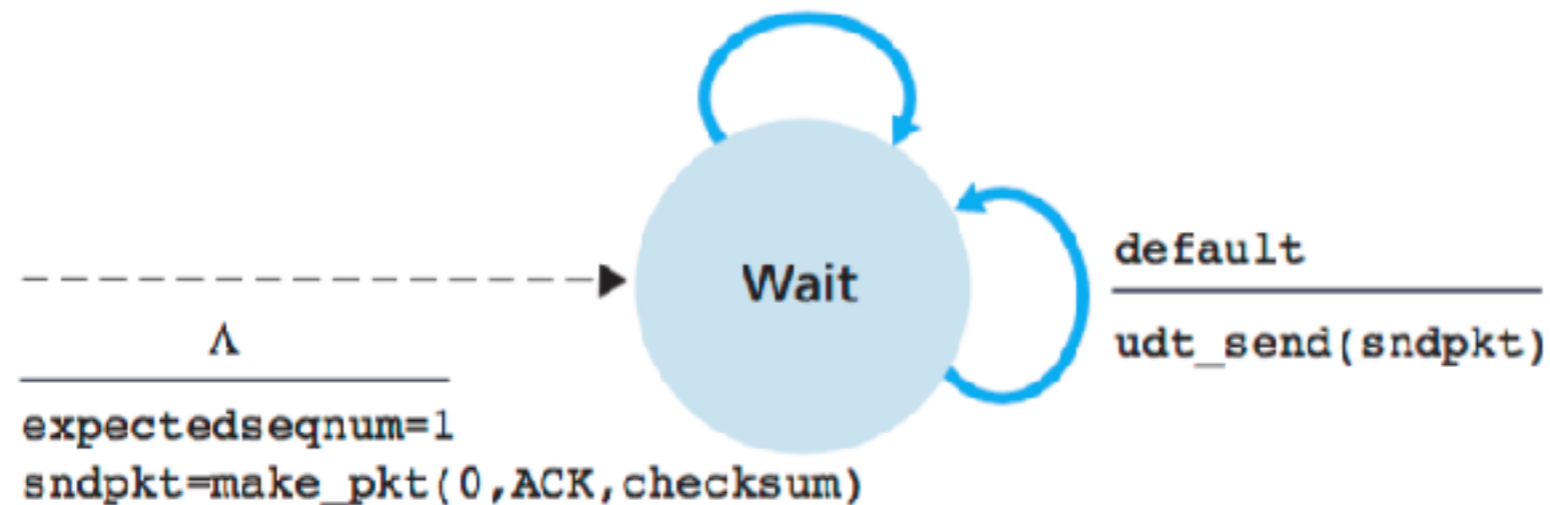 Wait
default
udt_send(sndpkt)
Λ
expectedseqnum=1
sndpkt=make_pkt(0,ACK,checksum)